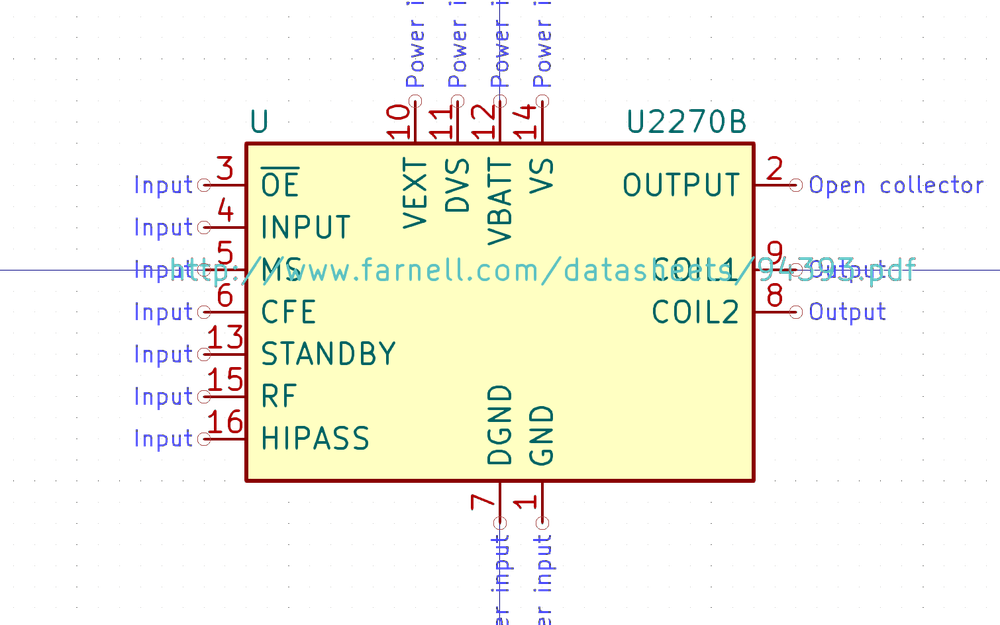 Power i
Power i
Power i
Power i
10
11
12
14
U
U2270B
VEXT
DVS
VBATT
VS
Input 3 OE
OUTPUT 2 Open collector
Input 4 INPUT
Input 5 MS
COIL1 9 Output
http://www.farnell.com/datasheets/94393.pdf
Input 6 CFE
COIL2 8 Output
Input 13 STANDBY
Input 15 RF
Input 16 HIPASS
DGND
GND
7
1
er input
er input